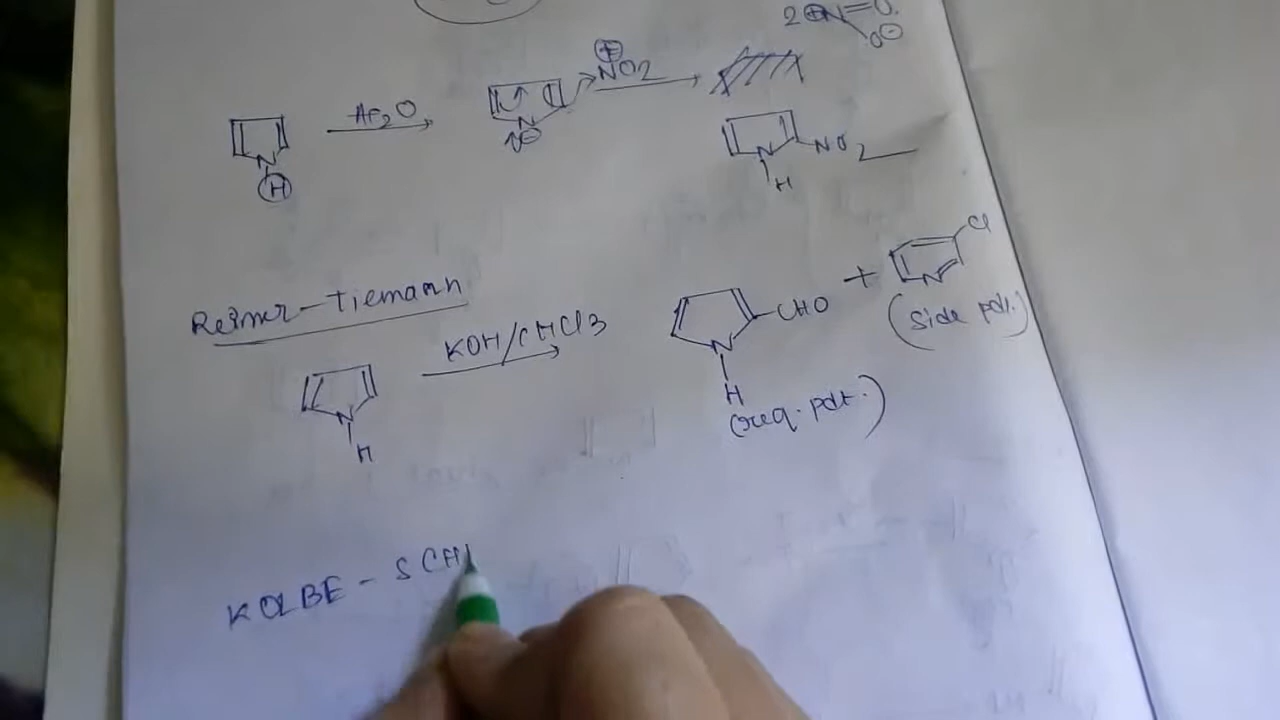 2 ⊕N=O.
O⊖
Ac2O
⊕NO2
N
H
N⊖
N
H
NO2
Reimer-Tiemann
KOH/CHCl3
N
H
N
H
CHO
(req. pdt.)
+
N
Cl
(side pdt.)
KOLBE - SCH